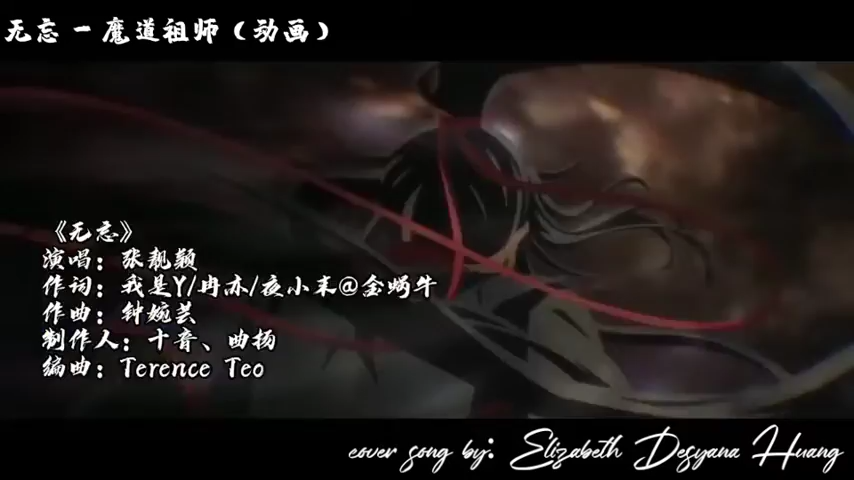 无忘 - 魔道祖师（动画）
《无忘》
演唱：张靓颖
作词：我是Y/冉亦/夜小来@金蜗牛
作曲：钟婉芸
制作人：十音、曲扬
编曲：Terence Teo
cover song by: Elizabeth Desyana Huang